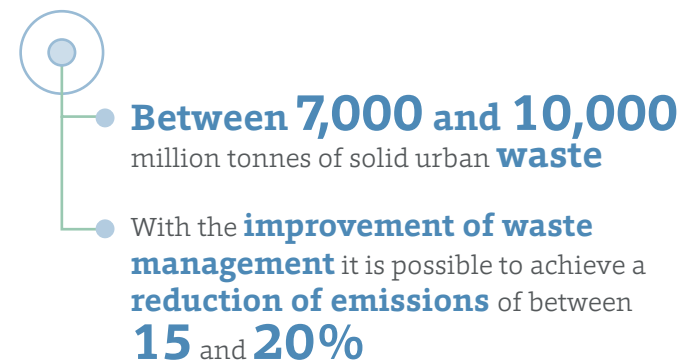 Between 7,000 and 10,000
million tonnes of solid urban waste
With the improvement of waste
management it is possible to achieve a
reduction of emissions of between
15 and 20%